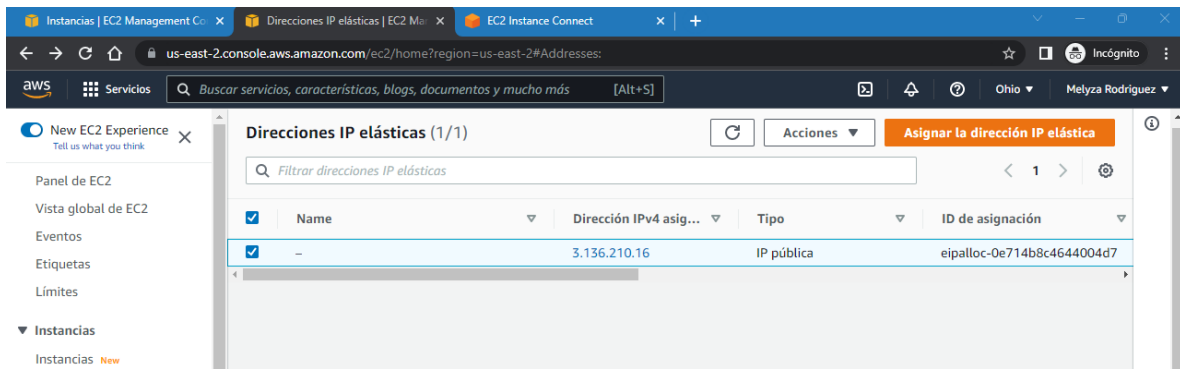 Instancias | EC2 Management Co
Direcciones IP elásticas | EC2 Mar
EC2 Instance Connect
us-east-2.console.aws.amazon.com/ec2/home?region=us-east-2#Addresses:
Incógnito
aws
Servicios
Buscar servicios, características, blogs, documentos y mucho más
[Alt+S]
Ohio
Melyza Rodriguez
New EC2 Experience
Tell us what you think
Panel de EC2
Vista global de EC2
Eventos
Etiquetas
Límites
Instancias
Instancias New
Direcciones IP elásticas (1/1)
Acciones
Asignar la dirección IP elástica
Filtrar direcciones IP elásticas
1
Name
Dirección IPv4 asig...
Tipo
ID de asignación
–
3.136.210.16
IP pública
eipalloc-0e714b8c4644004d7